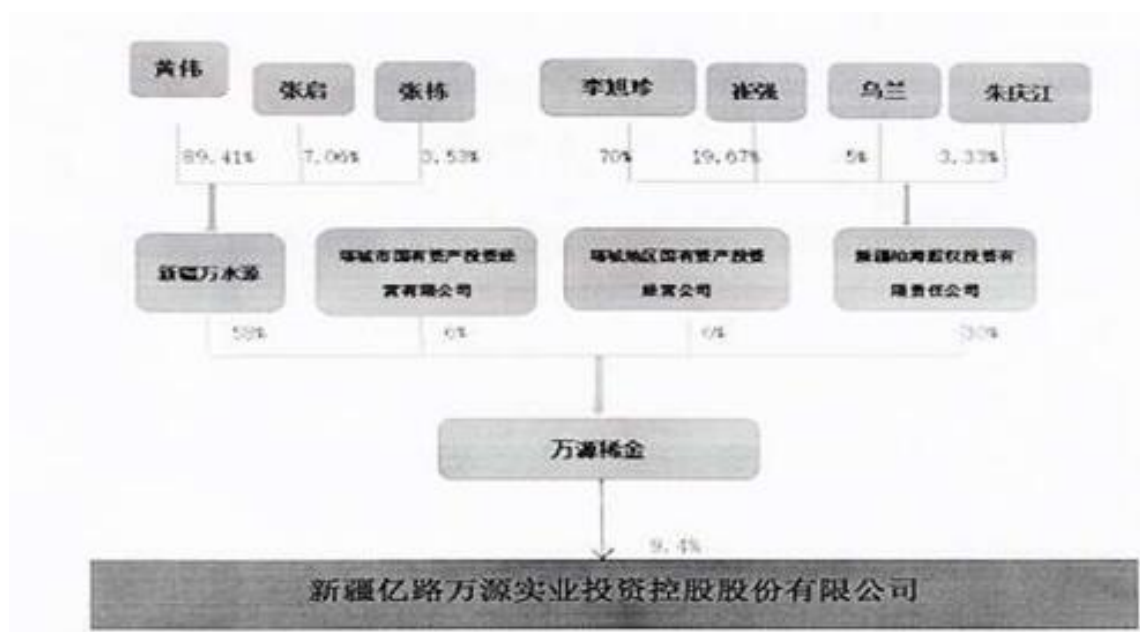 黄伟
张启
张栋
李旭珍
崔强
乌兰
朱庆江
89.41%
7.06%
3.53%
70%
19.67%
5%
3.33%
新疆万水源
塔城市国有资产投资经
营有限公司
塔城地区国有资产投资
经营公司
新疆柏海股权投资有
限责任公司
58%
6%
6%
30%
万源稀金
9.4%
新疆亿路万源实业投资控股股份有限公司